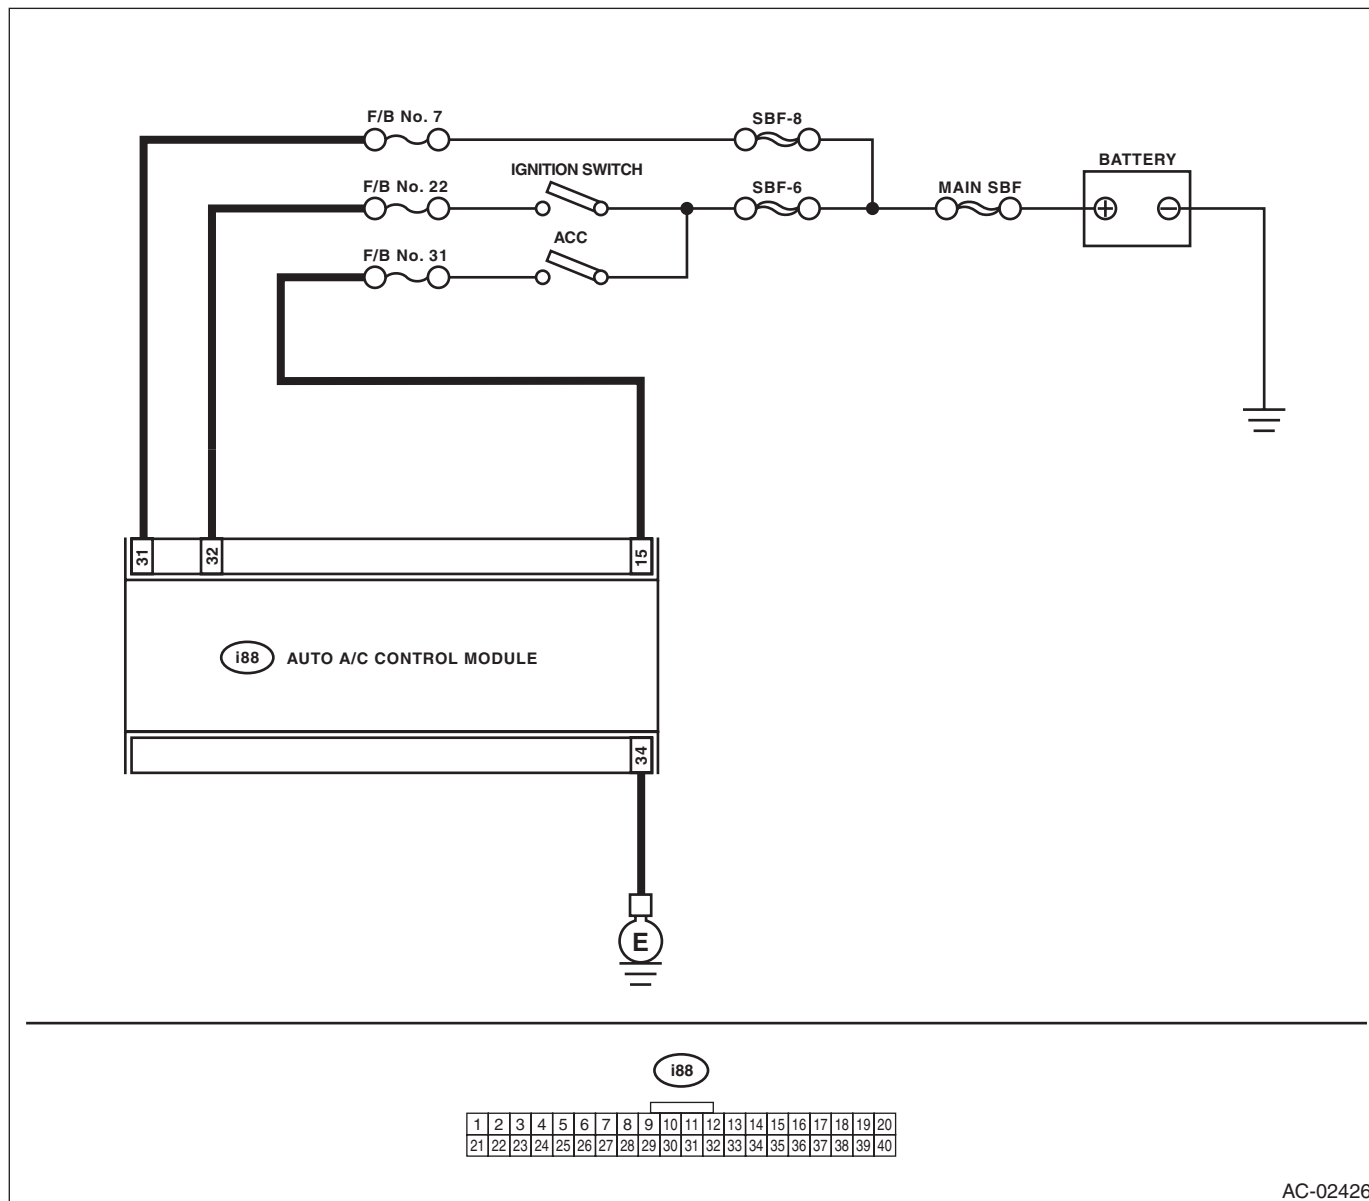 F/B No. 7
SBF-8
IGNITION SWITCH
BATTERY
F/B No. 22
SBF-6
MAIN SBF
ACC
F/B No. 31
31
32
15
i88 AUTO A/C CONTROL MODULE
34
E
i88
1 2 3 4 5 6 7 8 9 10 11 12 13 14 15 16 17 18 19 20
21 22 23 24 25 26 27 28 29 30 31 32 33 34 35 36 37 38 39 40
AC-02426